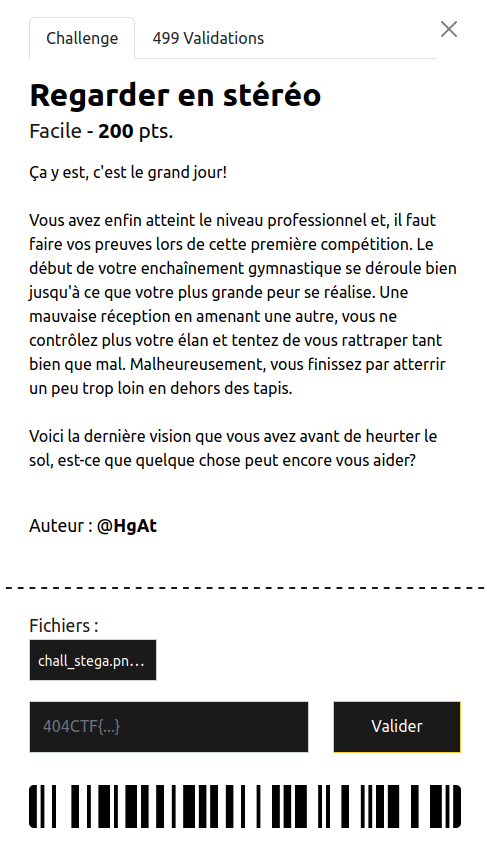 Challenge
499 Validations
Regarder en stéréo
Facile - 200 pts.
Ça y est, c'est le grand jour!
Vous avez enfin atteint le niveau professionnel et, il faut
faire vos preuves lors de cette première compétition. Le
début de votre enchaînement gymnastique se déroule bien
jusqu'à ce que votre plus grande peur se réalise. Une
mauvaise réception en amenant une autre, vous ne
contrôlez plus votre élan et tentez de vous rattraper tant
bien que mal. Malheureusement, vous finissez par atterrir
un peu trop loin en dehors des tapis.
Voici la dernière vision que vous avez avant de heurter le
sol, est-ce que quelque chose peut encore vous aider?
Auteur : @HgAt
Fichiers :
chall_stega.pn...
404CTF{...}
Valider